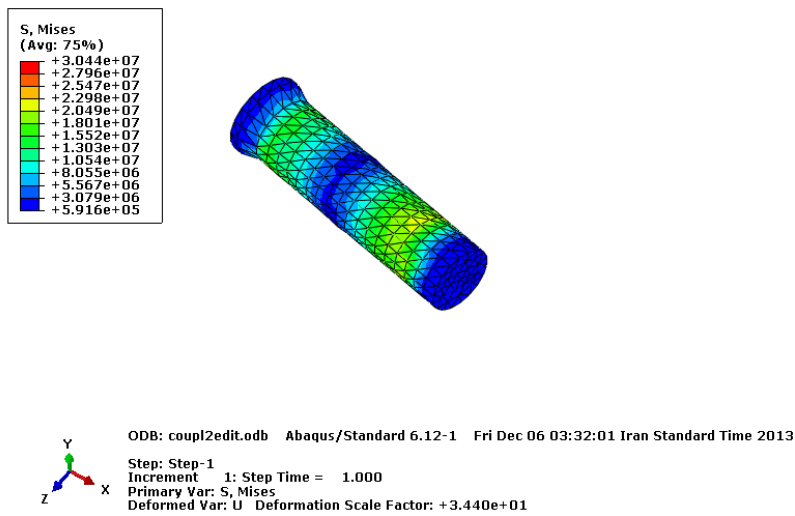 S, Mises
(Avg: 75%)
+3.044e+07
+2.796e+07
+2.547e+07
+2.298e+07
+2.049e+07
+1.801e+07
+1.552e+07
+1.303e+07
+1.054e+07
+8.055e+06
+5.567e+06
+3.079e+06
+5.916e+05
Y
X
Z
ODB: coupl2edit.odb Abaqus/Standard 6.12-1 Fri Dec 06 03:32:01 Iran Standard Time 2013
Step: Step-1
Increment 1: Step Time = 1.000
Primary Var: S, Mises
Deformed Var: U Deformation Scale Factor: +3.440e+01